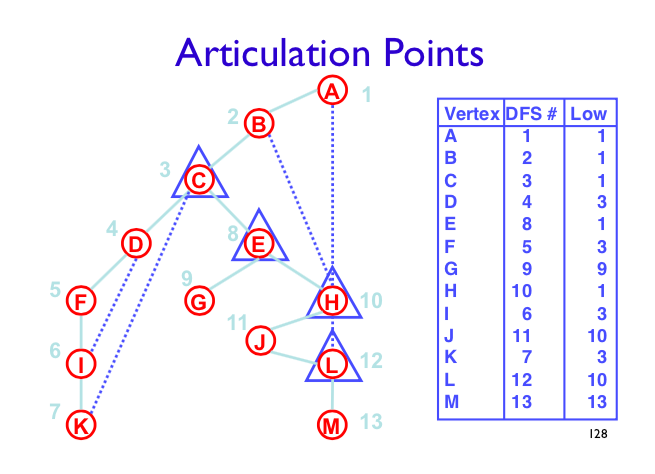 Articulation Points
A 1
2 B
3 C
4 D
8 E
5 F
9 G
H 10
11 J
6 I
L 12
7 K
M 13
Vertex DFS # Low
A 1 1
B 2 1
C 3 1
D 4 3
E 8 1
F 5 3
G 9 9
H 10 1
I 6 3
J 11 10
K 7 3
L 12 10
M 13 13
128